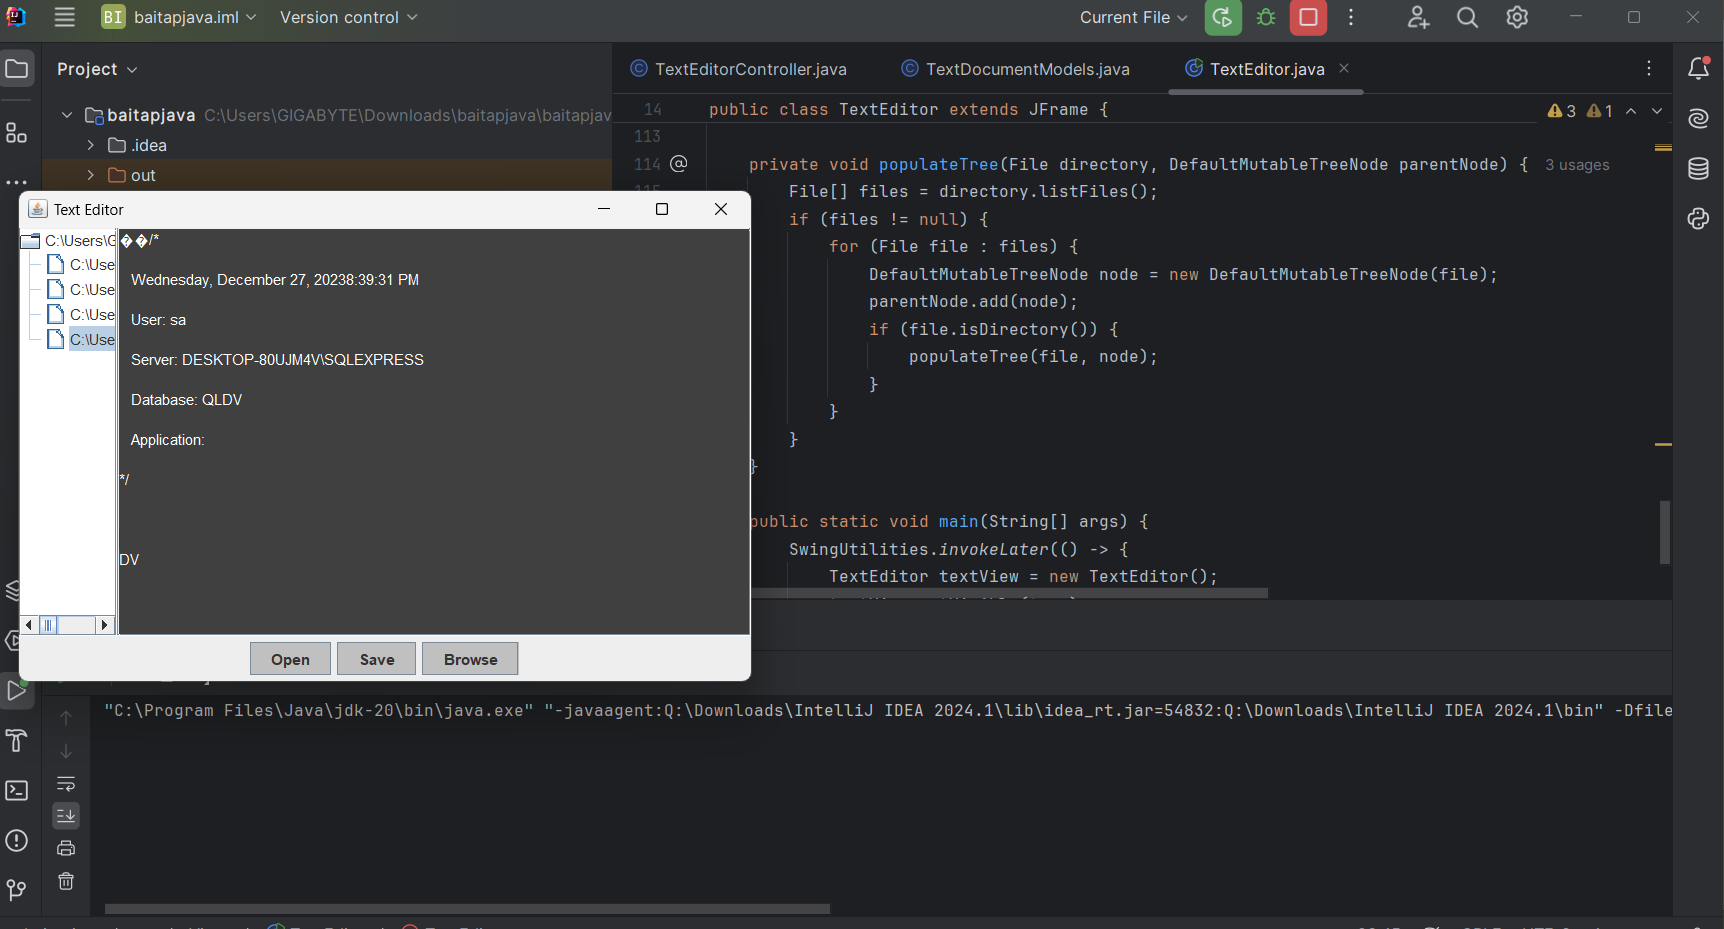 BI baitapjava.iml Version control Current File
Project
baitapjava C:\Users\GIGABYTE\Downloads\baitapjava\baitapjav
.idea
out
TextEditorController.java TextDocumentModels.java TextEditor.java
14 public class TextEditor extends JFrame { 3 1
113
114 private void populateTree(File directory, DefaultMutableTreeNode parentNode) { 3 usages
File[] files = directory.listFiles();
if (files != null) {
for (File file : files) {
DefaultMutableTreeNode node = new DefaultMutableTreeNode(file);
parentNode.add(node);
if (file.isDirectory()) {
populateTree(file, node);
}
}
}
}
public static void main(String[] args) {
SwingUtilities.invokeLater(() -> {
TextEditor textView = new TextEditor();
Text Editor
C:\Users\G
C:\Use
C:\Use
C:\Use
C:\Use
��/*
Wednesday, December 27, 20238:39:31 PM
User: sa
Server: DESKTOP-80UJM4V\SQLEXPRESS
Database: QLDV
Application:
*/
DV
Open Save Browse
"C:\Program Files\Java\jdk-20\bin\java.exe" "-javaagent:Q:\Downloads\IntelliJ IDEA 2024.1\lib\idea_rt.jar=54832:Q:\Downloads\IntelliJ IDEA 2024.1\bin" -Dfile